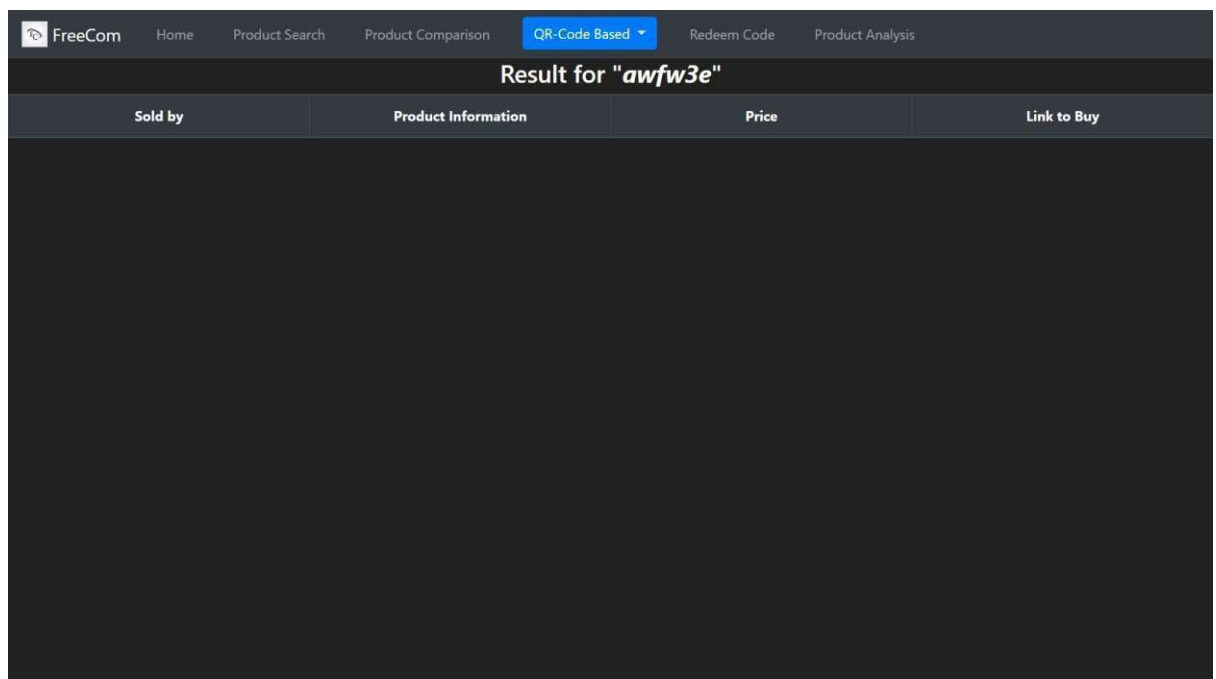 FreeCom Home Product Search Product Comparison QR-Code Based Redeem Code Product Analysis
Result for "awfw3e"
Sold by Product Information Price Link to Buy